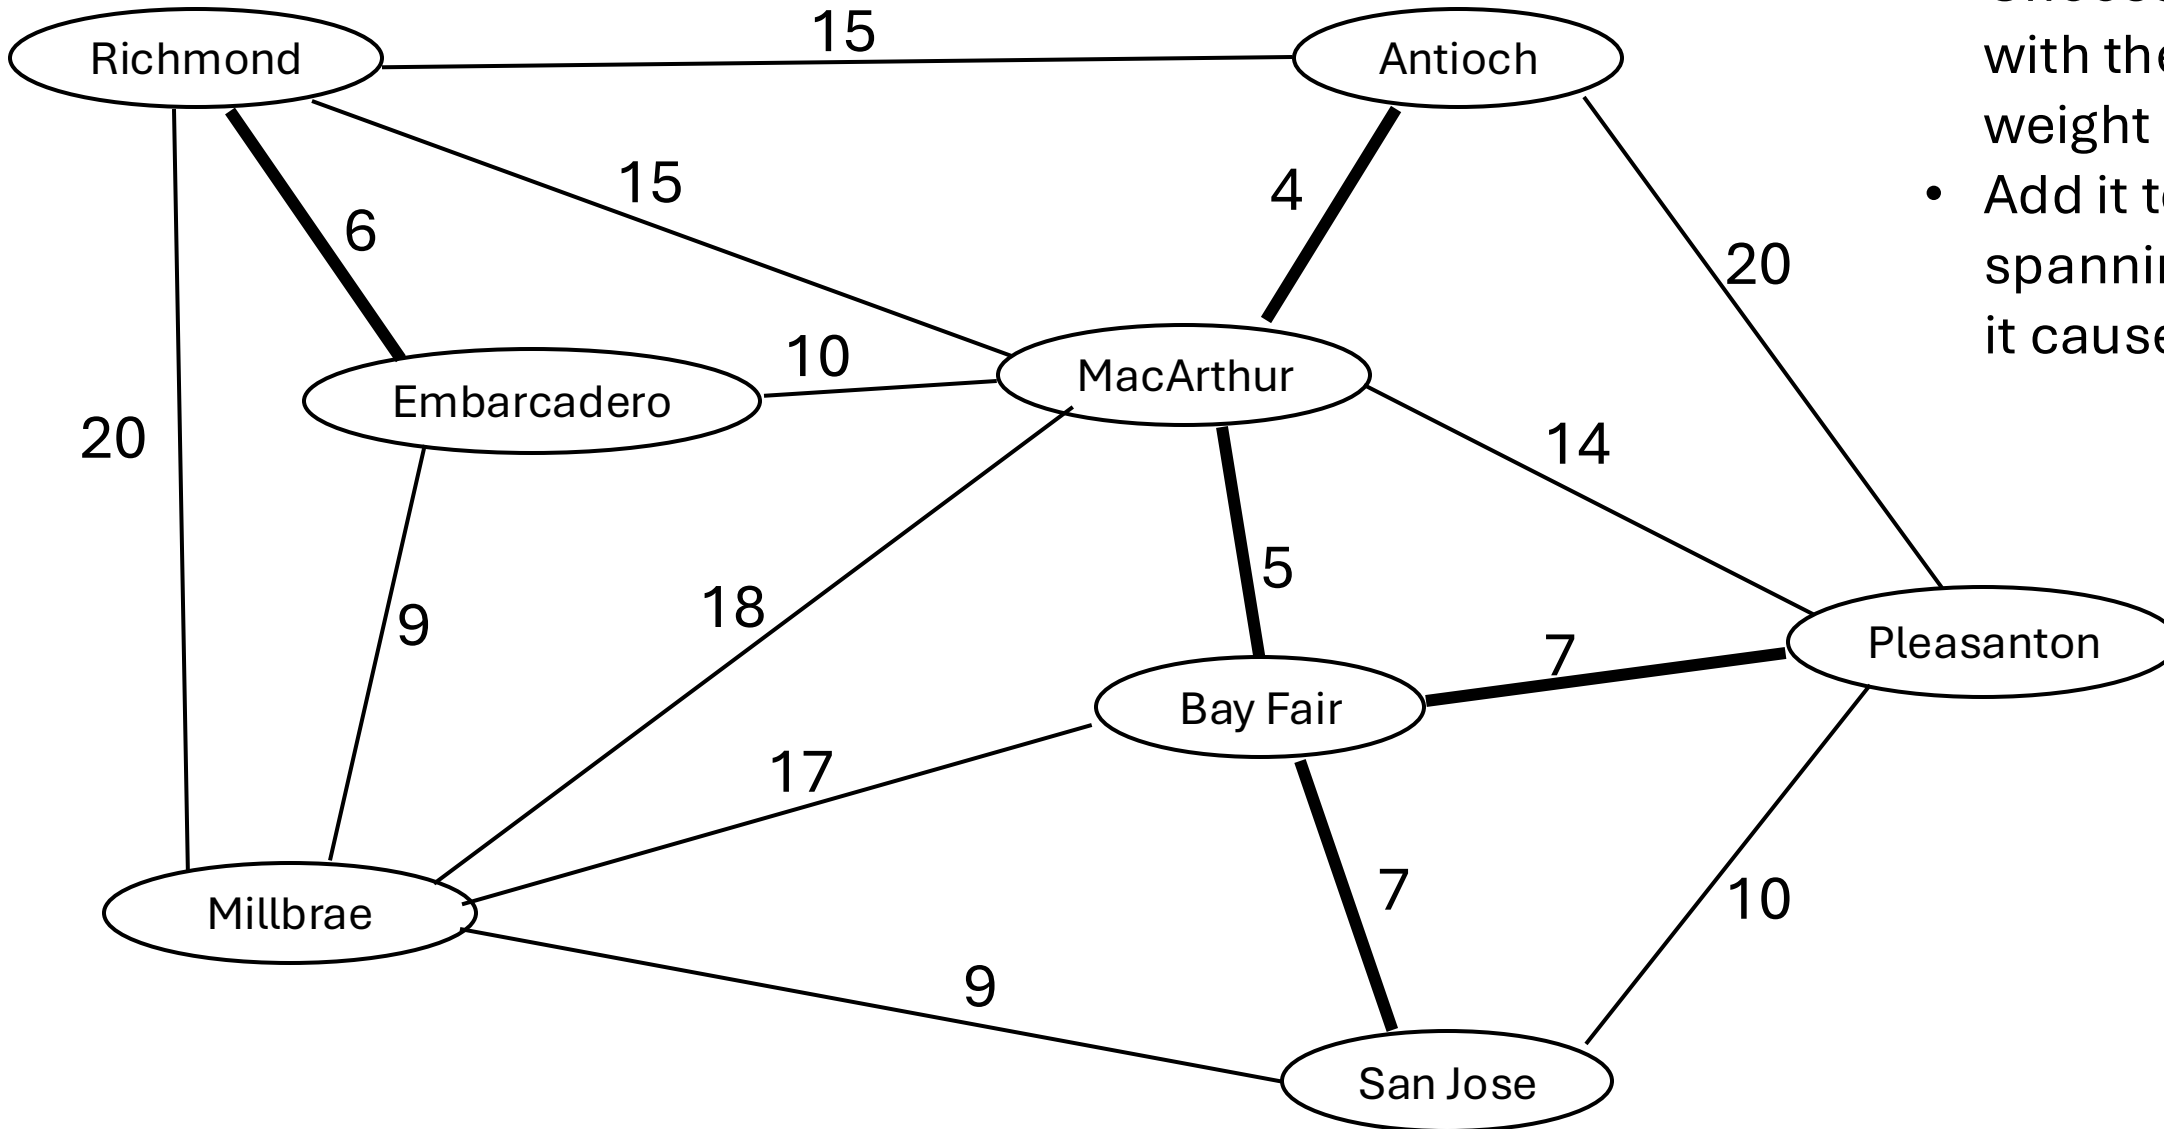 Richmond
15
Antioch
with the
weight
15
4
• Add it
6
20
10
MacArthur
Embarcadero
it cause
20
14
5
18
9
7
Pleasanton
Bay Fair
17
7
10
Millbrae
9
San Jose